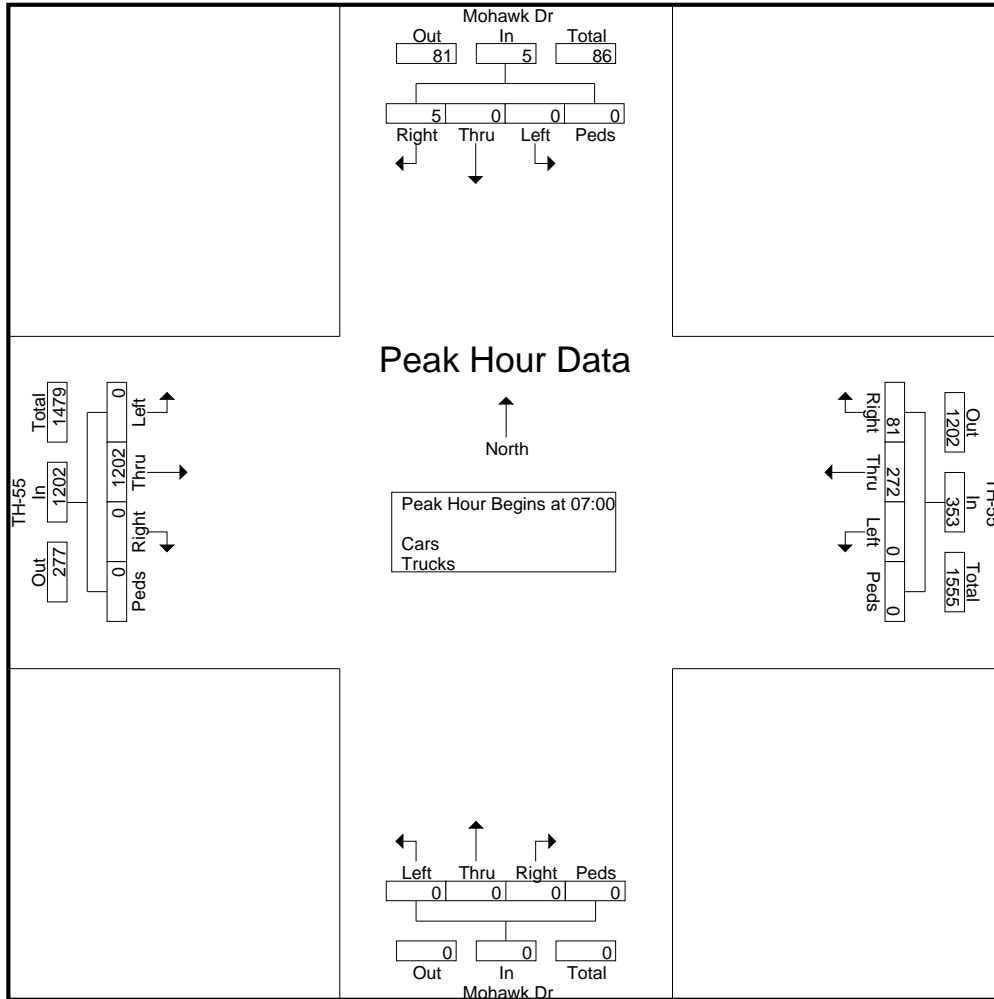 Mohawk Dr
Out In Total
81 5 86
5 0 0 0
Right Thru Left Peds
Peak Hour Data
North
Peak Hour Begins at 07:00
Cars
Trucks
TH-55
Total In Out
1479 1202 277
0 1202 0 0
Left Thru Right Peds
Right Thru Left Peds
81 272 0 0
Out In Total
1202 353 1555
TH-55
Left Thru Right Peds
0 0 0 0
0 0 0
Out In Total
Mohawk Dr